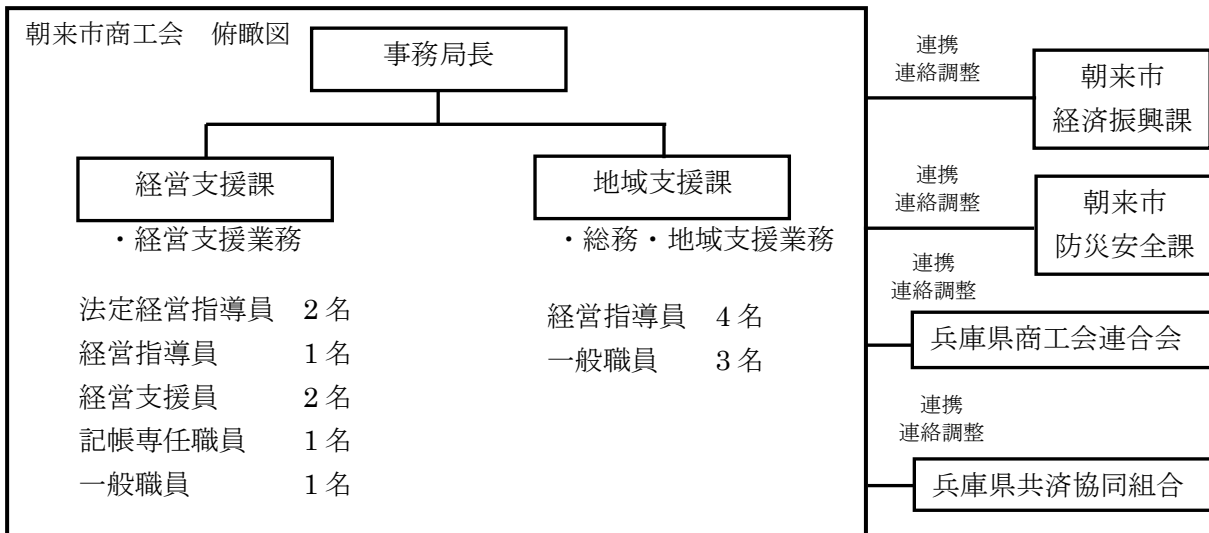 朝来市商工会　俯瞰図
事務局長
経営支援課
・経営支援業務
法定経営指導員　2名
経営指導員　1名
経営支援員　2名
記帳専任職員　1名
一般職員　1名
地域支援課
・総務・地域支援業務
経営指導員　4名
一般職員　3名
連携
連絡調整
朝来市
経済振興課
連携
連絡調整
朝来市
防災安全課
連携
連絡調整
兵庫県商工会連合会
連携
連絡調整
兵庫県共済協同組合